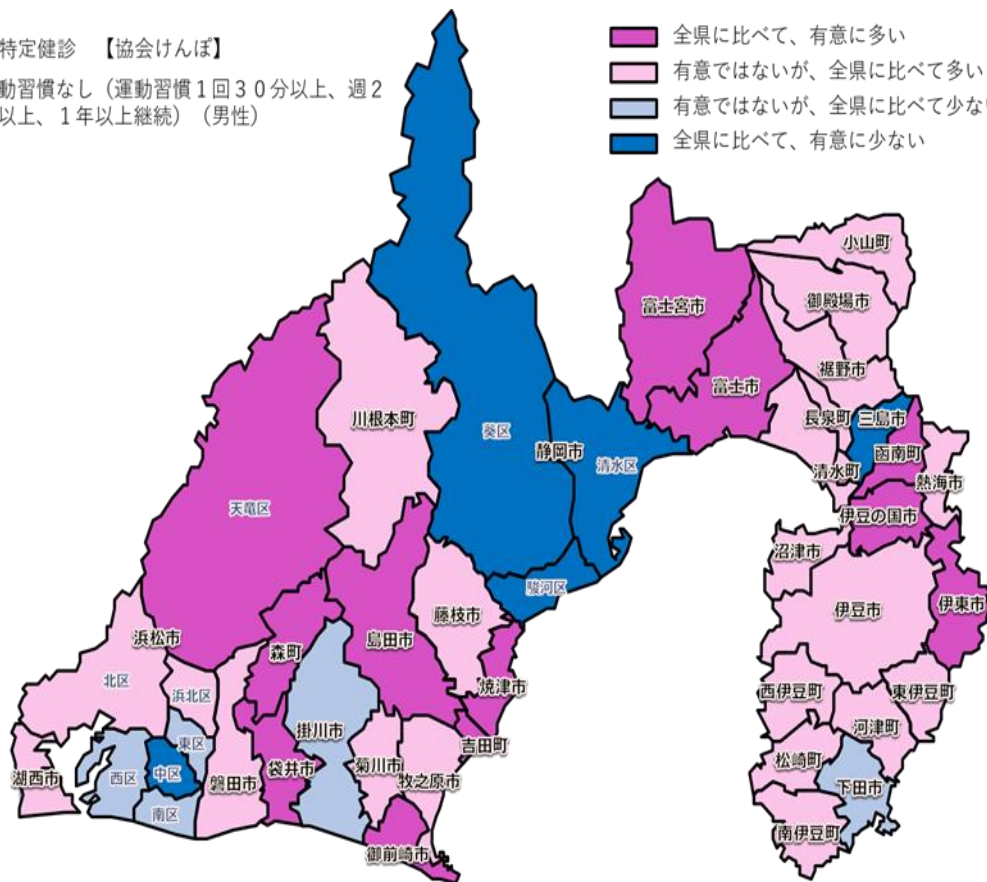 特定健診　【協会けんぽ】
動習慣なし（運動習慣１回３０分以上、週２
以上、１年以上継続）（男性）
全県に比べて、有意に多い
有意ではないが、全県に比べて多い
有意ではないが、全県に比べて少ない
全県に比べて、有意に少ない
小山町
御殿場市
富士宮市
裾野市
富士市
長泉町
三島市
川根本町
葵区
静岡市
清水区
函南町
清水町
熱海市
天竜区
伊豆の国市
沼津市
駿河区
藤枝市
伊豆市
伊東市
浜松市
島田市
森町
北区
浜北区
焼津市
西伊豆町
東伊豆町
掛川市
河津町
東区
吉田町
湖西市
西区
中区
磐田市
袋井市
菊川市
牧之原市
松崎町
下田市
南区
南伊豆町
御前崎市